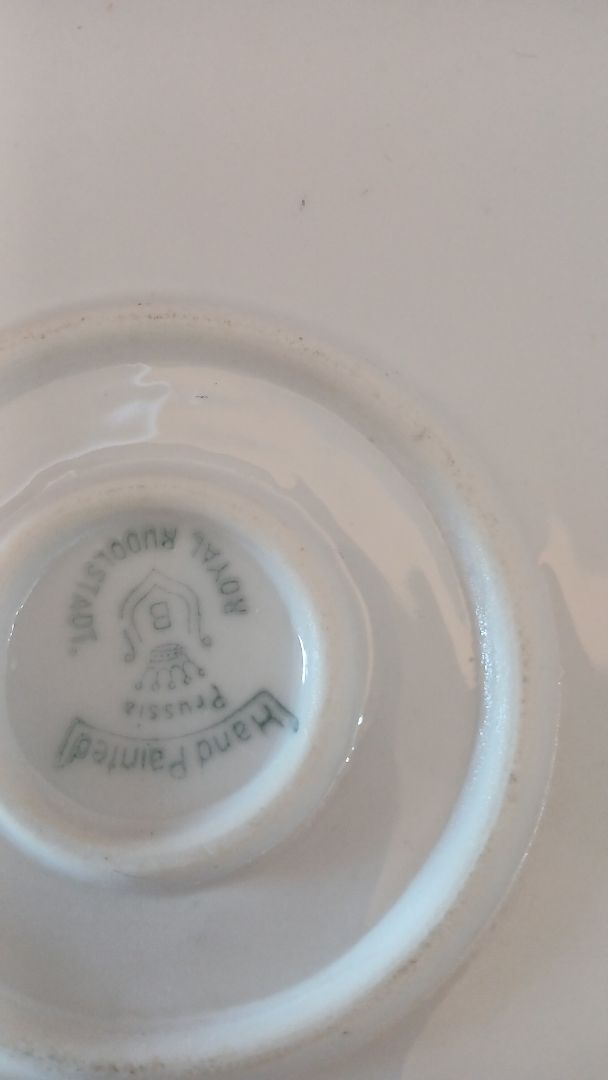 Hand Painted
Prussia
B
ROYAL RUDOLSTADT.